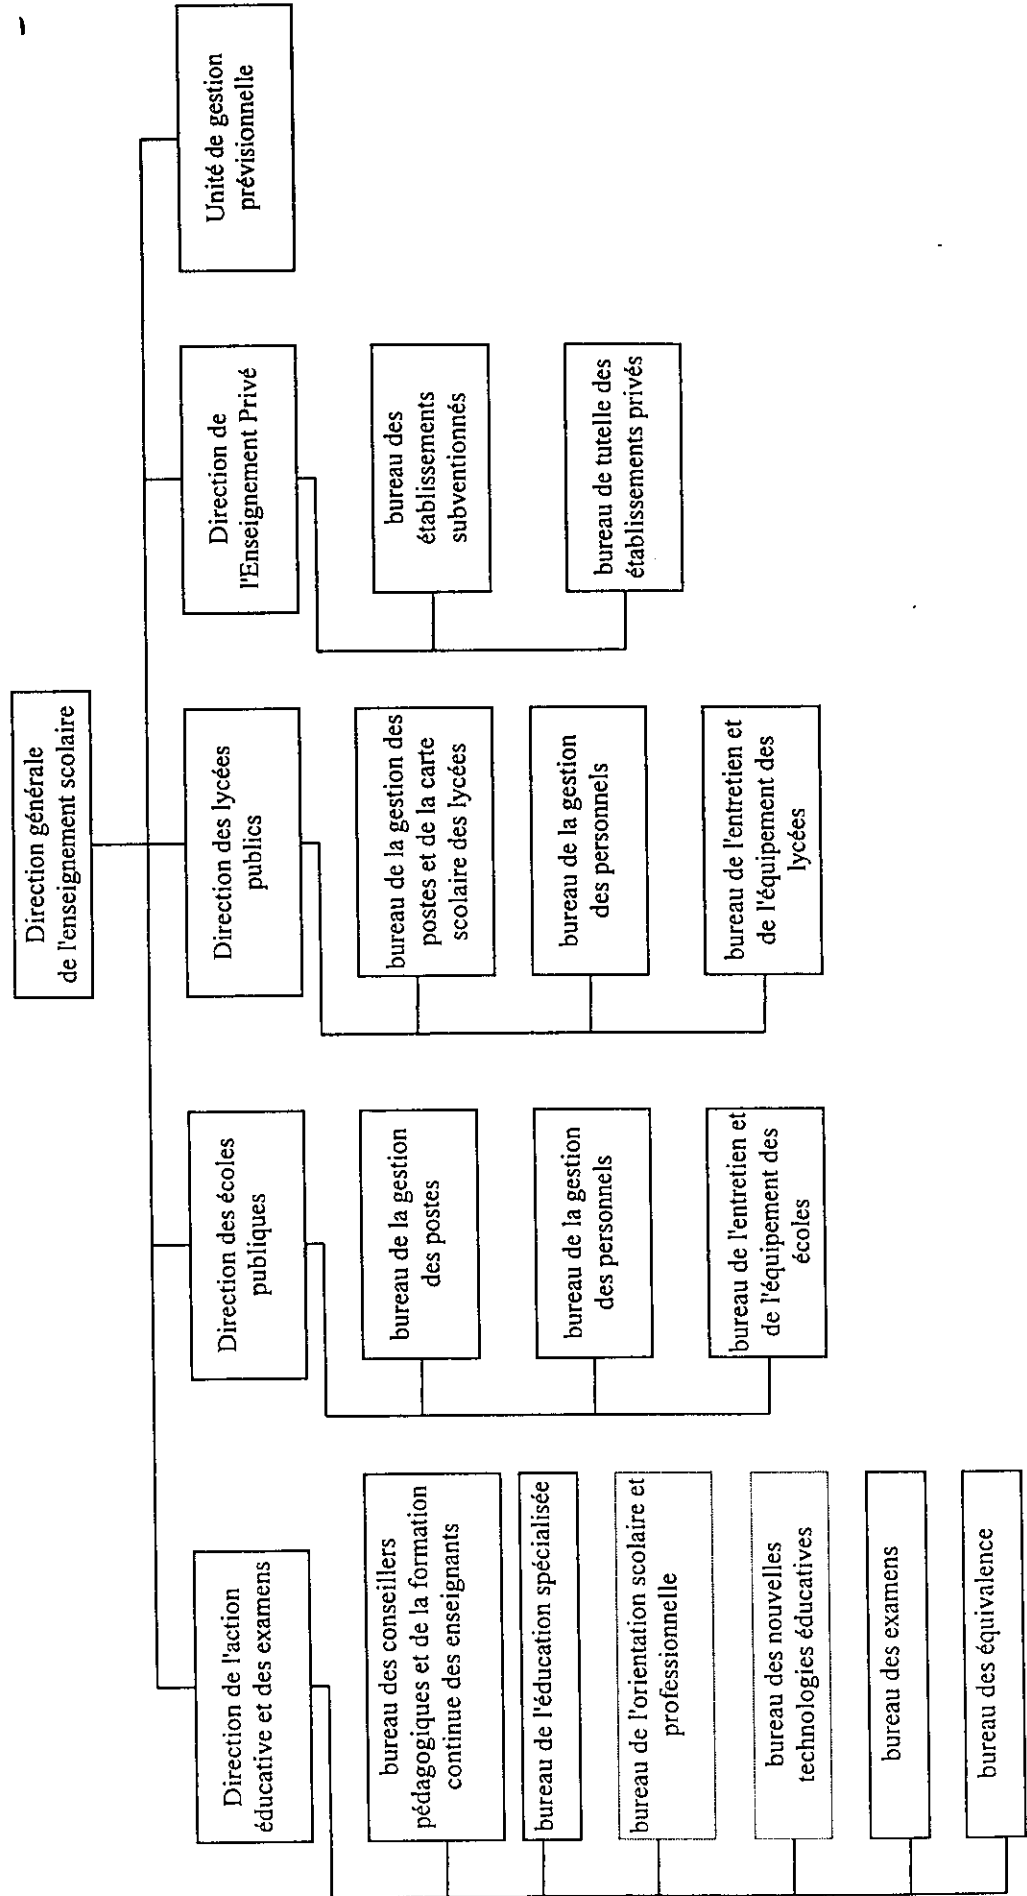 Direction générale
de l'enseignement scolaire
Direction de l'action
éducative et des examens
Direction des écoles
publiques
Direction des lycées
publics
Direction de
l'Enseignement Privé
Unité de gestion
prévisionnelle
bureau des conseillers
pédagogiques et de la formation
continue des enseignants
bureau de l'éducation spécialisée
bureau de l'orientation scolaire et
professionnelle
bureau des nouvelles
technologies éducatives
bureau des examens
bureau des équivalence
bureau de la gestion
des postes
bureau de la gestion
des personnels
bureau de l'entretien et
de l'équipement des
écoles
bureau de la gestion des
postes et de la carte
scolaire des lycées
bureau de la gestion
des personnels
bureau de l'entretien et
de l'équipement des
lycées
bureau des
établissements
subventionnés
bureau de tutelle des
établissements privés